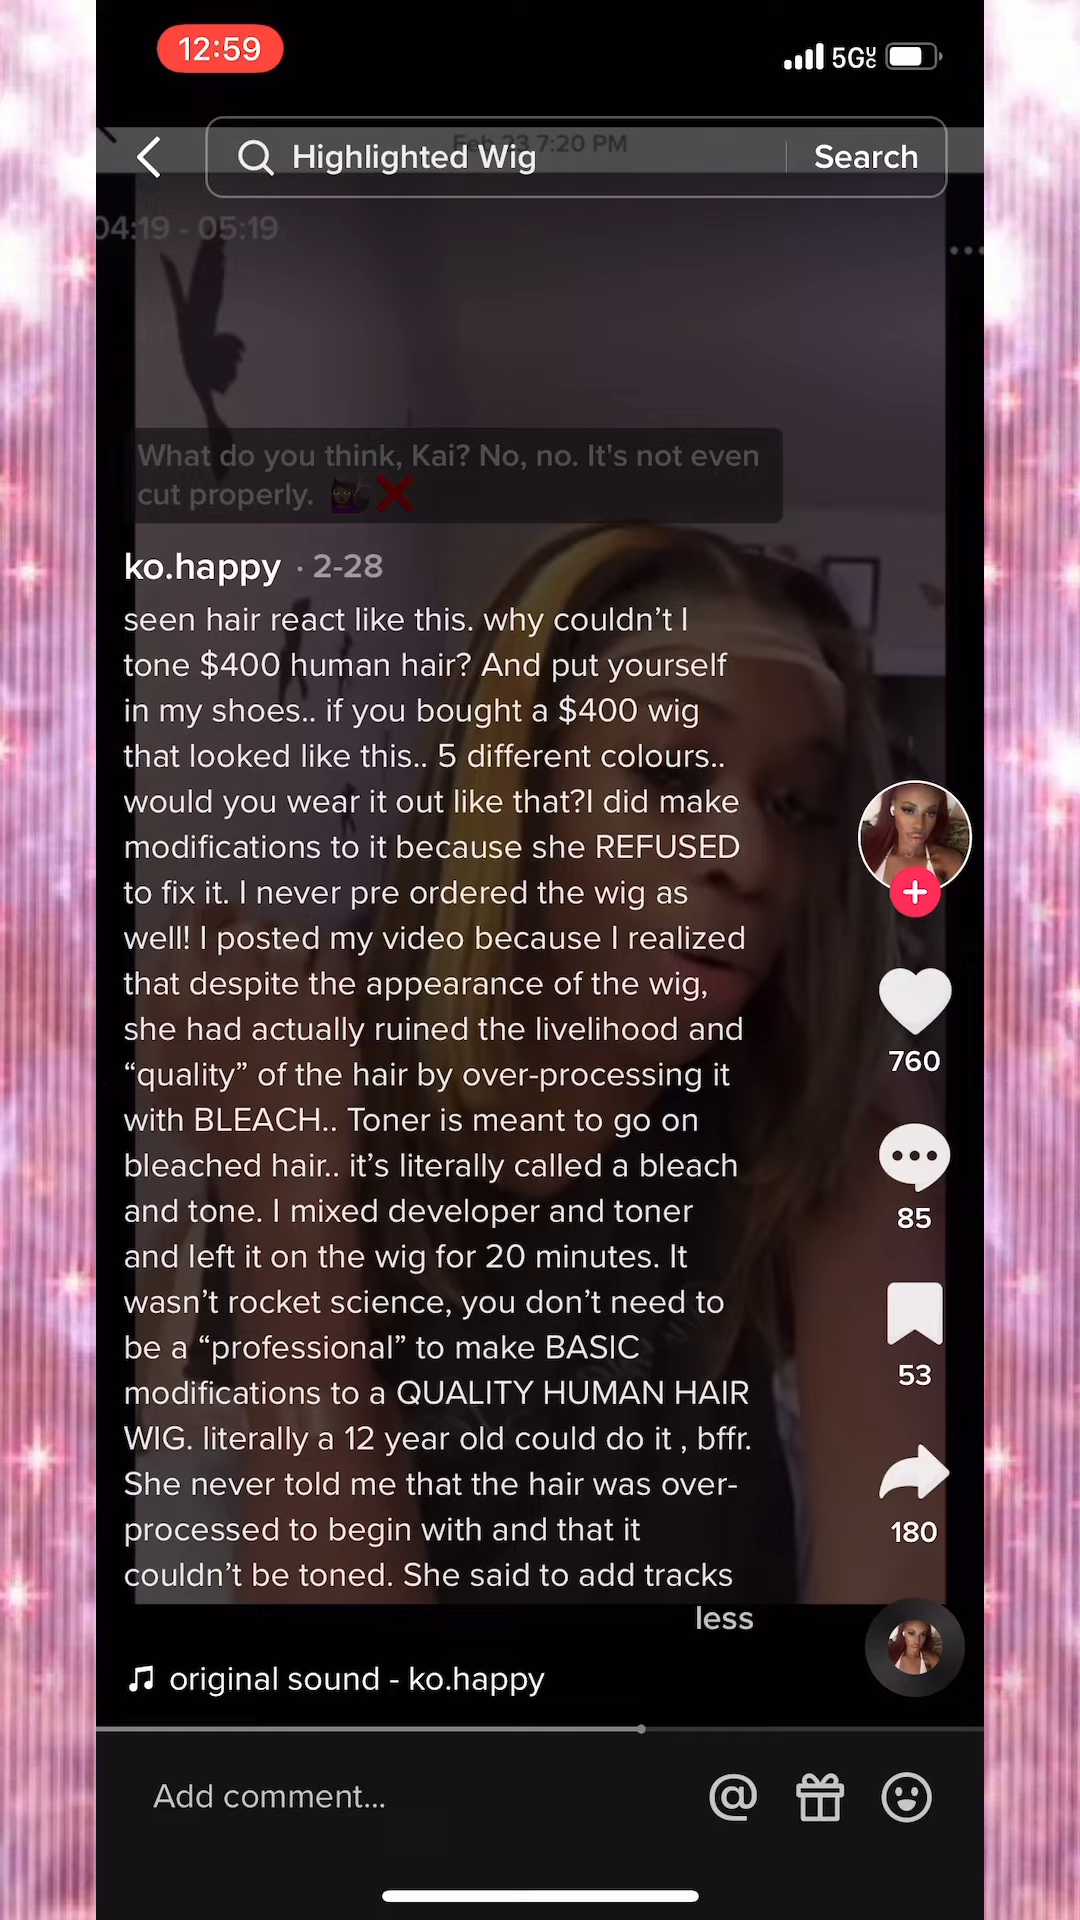 12:59
5G UC
Feb 23 7:20 PM
Highlighted Wig
Search
04:19 - 05:19
What do you think, Kai? No, no. It's not even
cut properly.
ko.happy · 2-28
seen hair react like this. why couldn’t I
tone $400 human hair? And put yourself
in my shoes.. if you bought a $400 wig
that looked like this.. 5 different colours..
would you wear it out like that?I did make
modifications to it because she REFUSED
to fix it. I never pre ordered the wig as
well! I posted my video because I realized
that despite the appearance of the wig,
she had actually ruined the livelihood and
“quality” of the hair by over-processing it
with BLEACH.. Toner is meant to go on
bleached hair.. it’s literally called a bleach
and tone. I mixed developer and toner
and left it on the wig for 20 minutes. It
wasn’t rocket science, you don’t need to
be a “professional” to make BASIC
modifications to a QUALITY HUMAN HAIR
WIG. literally a 12 year old could do it , bffr.
She never told me that the hair was over-
processed to begin with and that it
couldn’t be toned. She said to add tracks
less
760
85
53
180
original sound - ko.happy
Add comment...